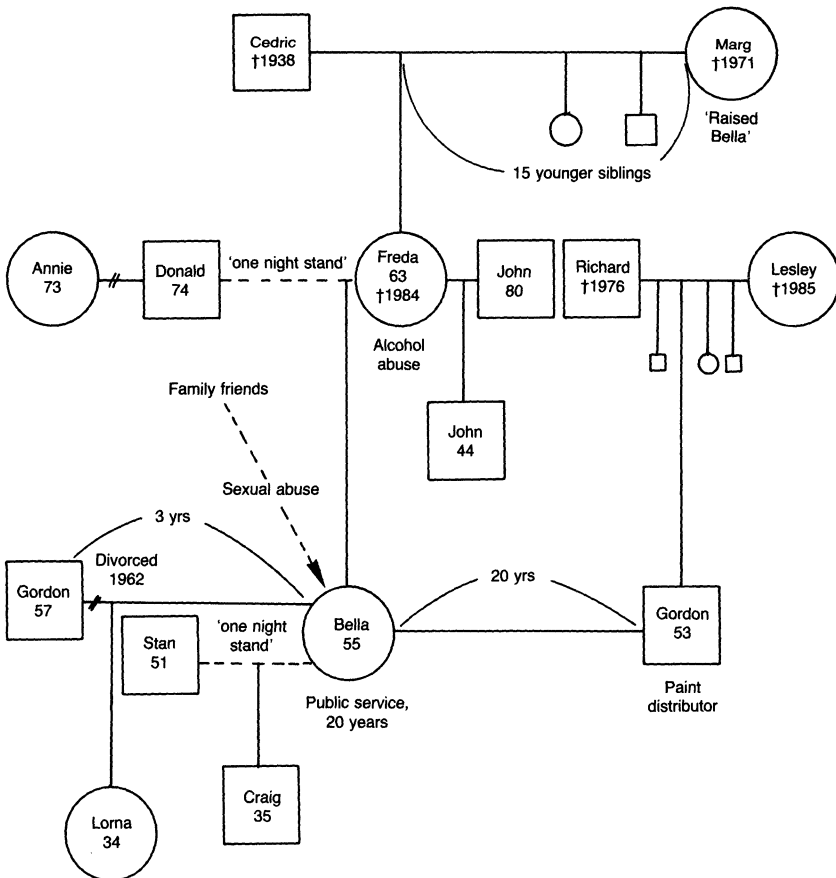 Cedric
†1938
Marg
†1971
‘Raised
Bella’
15 younger siblings
Annie
73
Donald
74
‘one night stand’
Freda
63
†1984
Alcohol
abuse
John
80
Richard
†1976
Lesley
†1985
Family friends
John
44
Sexual abuse
3 yrs
Divorced
1962
Gordon
57
Stan
51
‘one night
stand’
Bella
55
20 yrs
Gordon
53
Public service,
20 years
Paint
distributor
Craig
35
Lorna
34